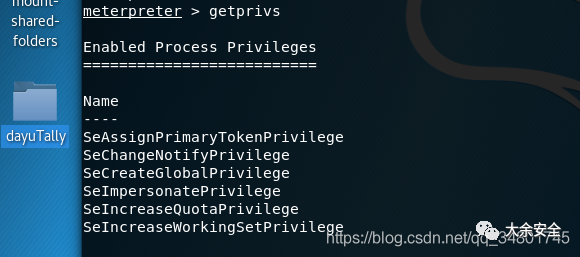 mount-
shared-
folders
dayuTally
meterpreter > getprivs
Enabled Process Privileges
==========================
Name
----
SeAssignPrimaryTokenPrivilege
SeChangeNotifyPrivilege
SeCreateGlobalPrivilege
SeImpersonatePrivilege
SeIncreaseQuotaPrivilege
SeIncreaseWorkingSetPrivilege
大余安全
https://blog.csdn.net/qq_34801745